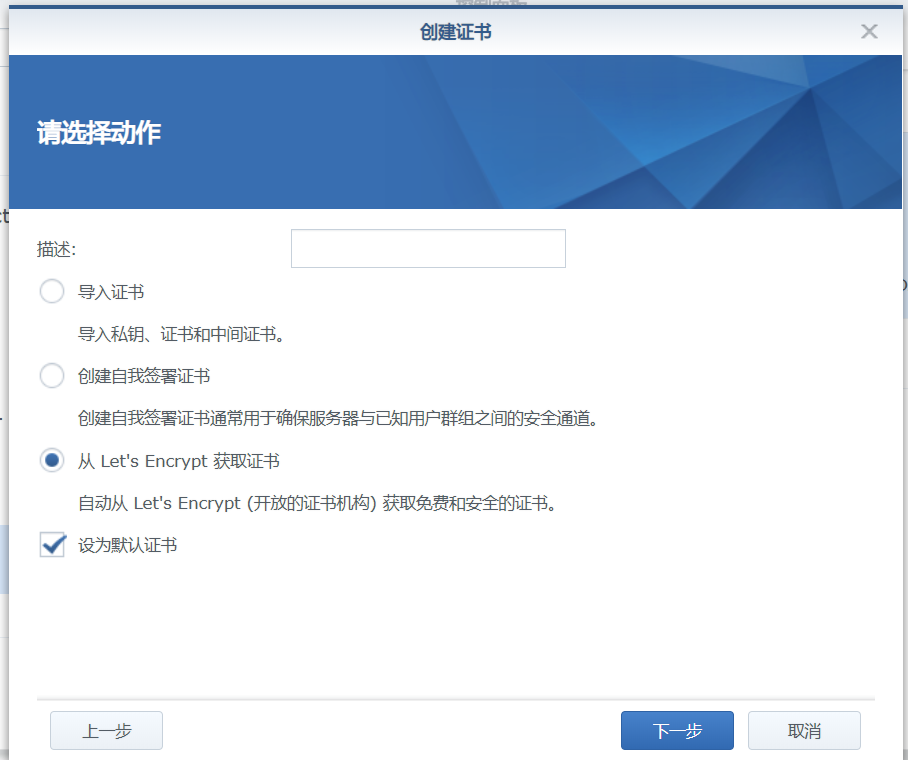 创建证书
请选择动作
描述:
导入证书
导入私钥、证书和中间证书。
创建自我签署证书
创建自我签署证书通常用于确保服务器与已知用户群组之间的安全通道。
从 Let's Encrypt 获取证书
自动从 Let's Encrypt (开放的证书机构) 获取免费和安全的证书。
设为默认证书
上一步
下一步
取消